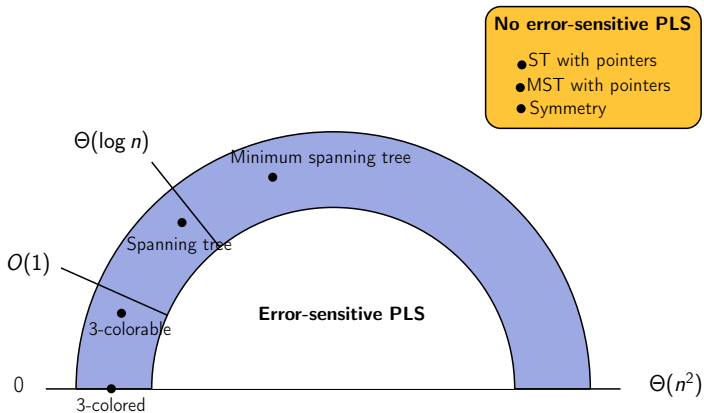 No error-sensitive PLS
ST with pointers
MST with pointers
Symmetry
Θ(log n)
Minimum spanning tree
Spanning tree
O(1)
Error-sensitive PLS
3-colorable
0
Θ(n²)
3-colored